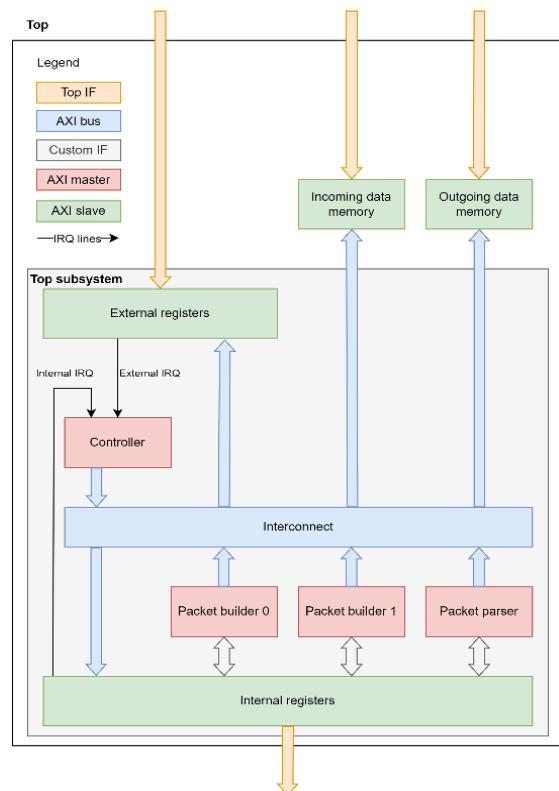 Top
Legend
Top IF
AXI bus
Custom IF
AXI master
AXI slave
IRQ lines
Incoming data
memory
Outgoing data
memory
Top subsystem
External registers
Internal IRQ
External IRQ
Controller
Interconnect
Packet builder 0
Packet builder 1
Packet parser
Internal registers